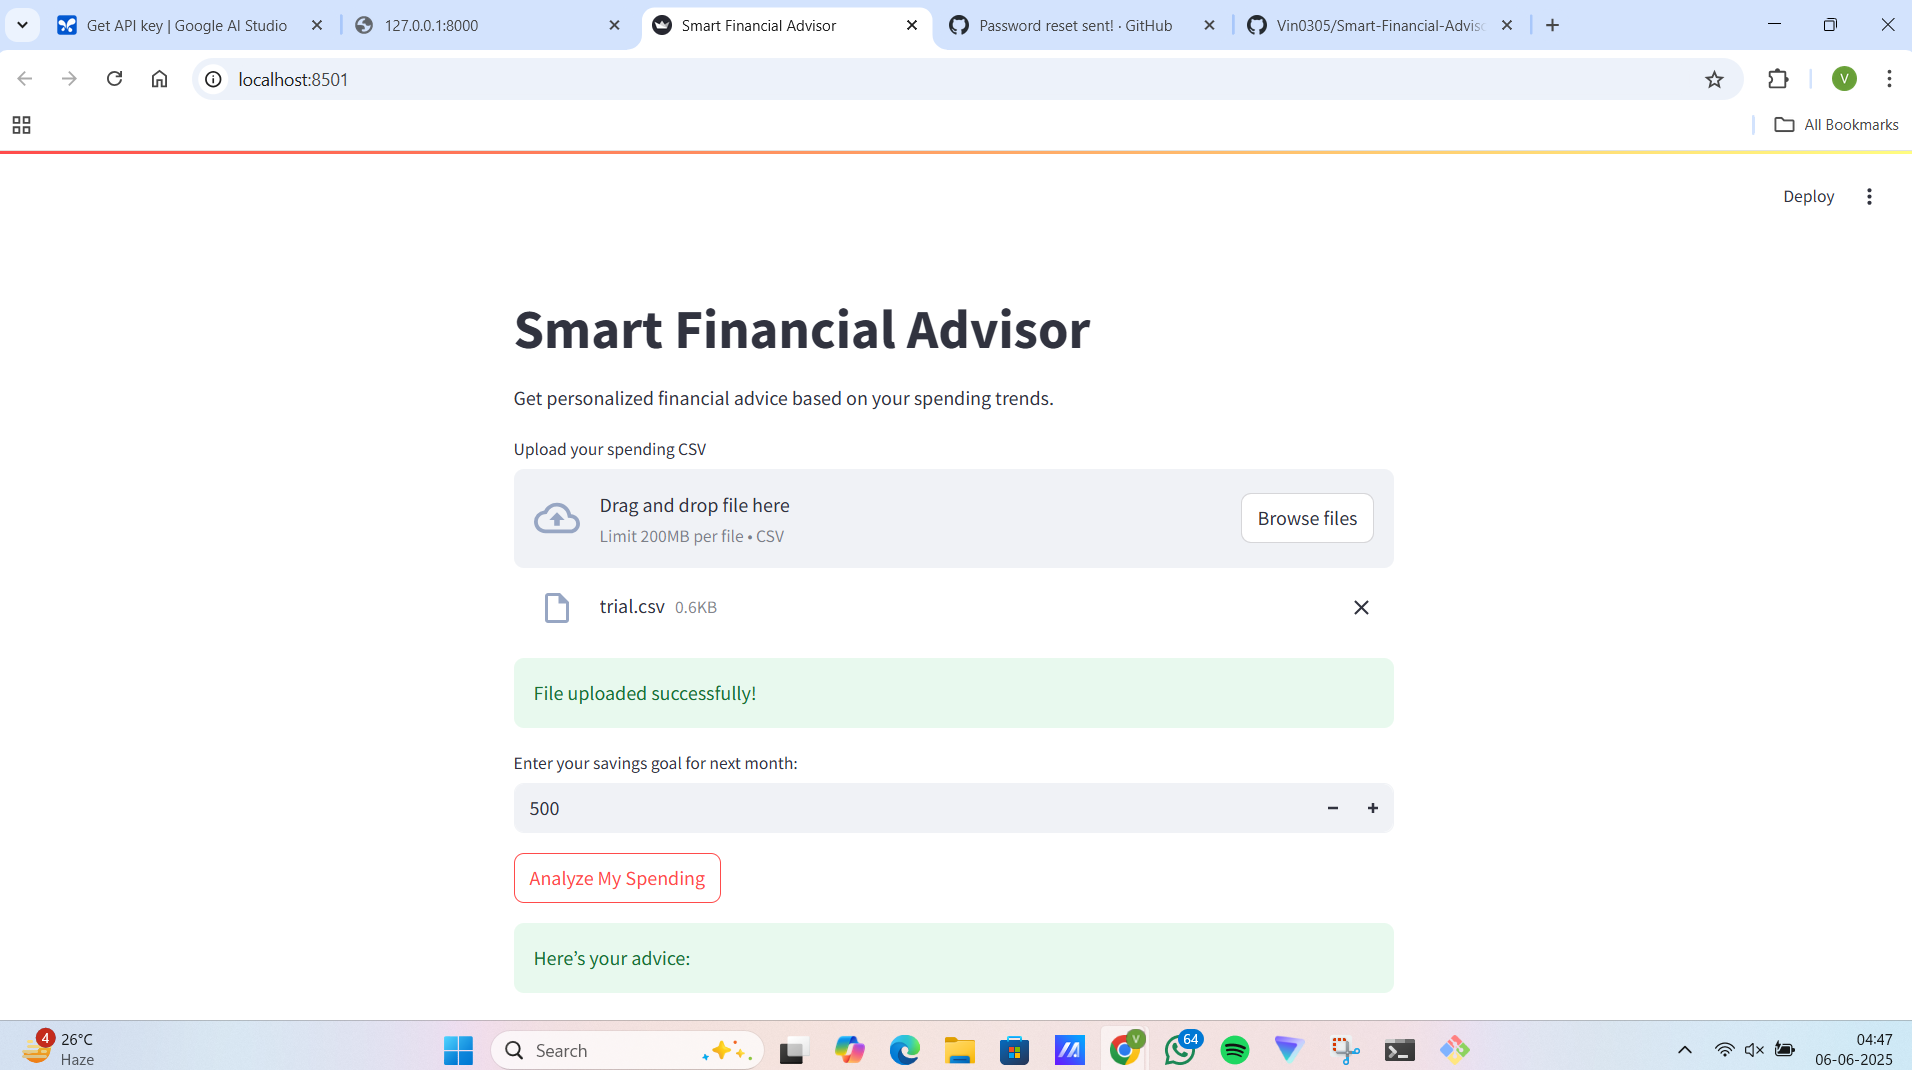 Get API key | Google AI Studio
127.0.0.1:8000
Smart Financial Advisor
Password reset sent! · GitHub
Vin0305/Smart-Financial-Advis
localhost:8501
V
All Bookmarks
Deploy
Smart Financial Advisor
Get personalized financial advice based on your spending trends.
Upload your spending CSV
Drag and drop file here
Limit 200MB per file • CSV
Browse files
trial.csv 0.6KB
File uploaded successfully!
Enter your savings goal for next month:
500
Analyze My Spending
Here’s your advice:
4
26°C
Haze
Search
V
64
04:47
06-06-2025